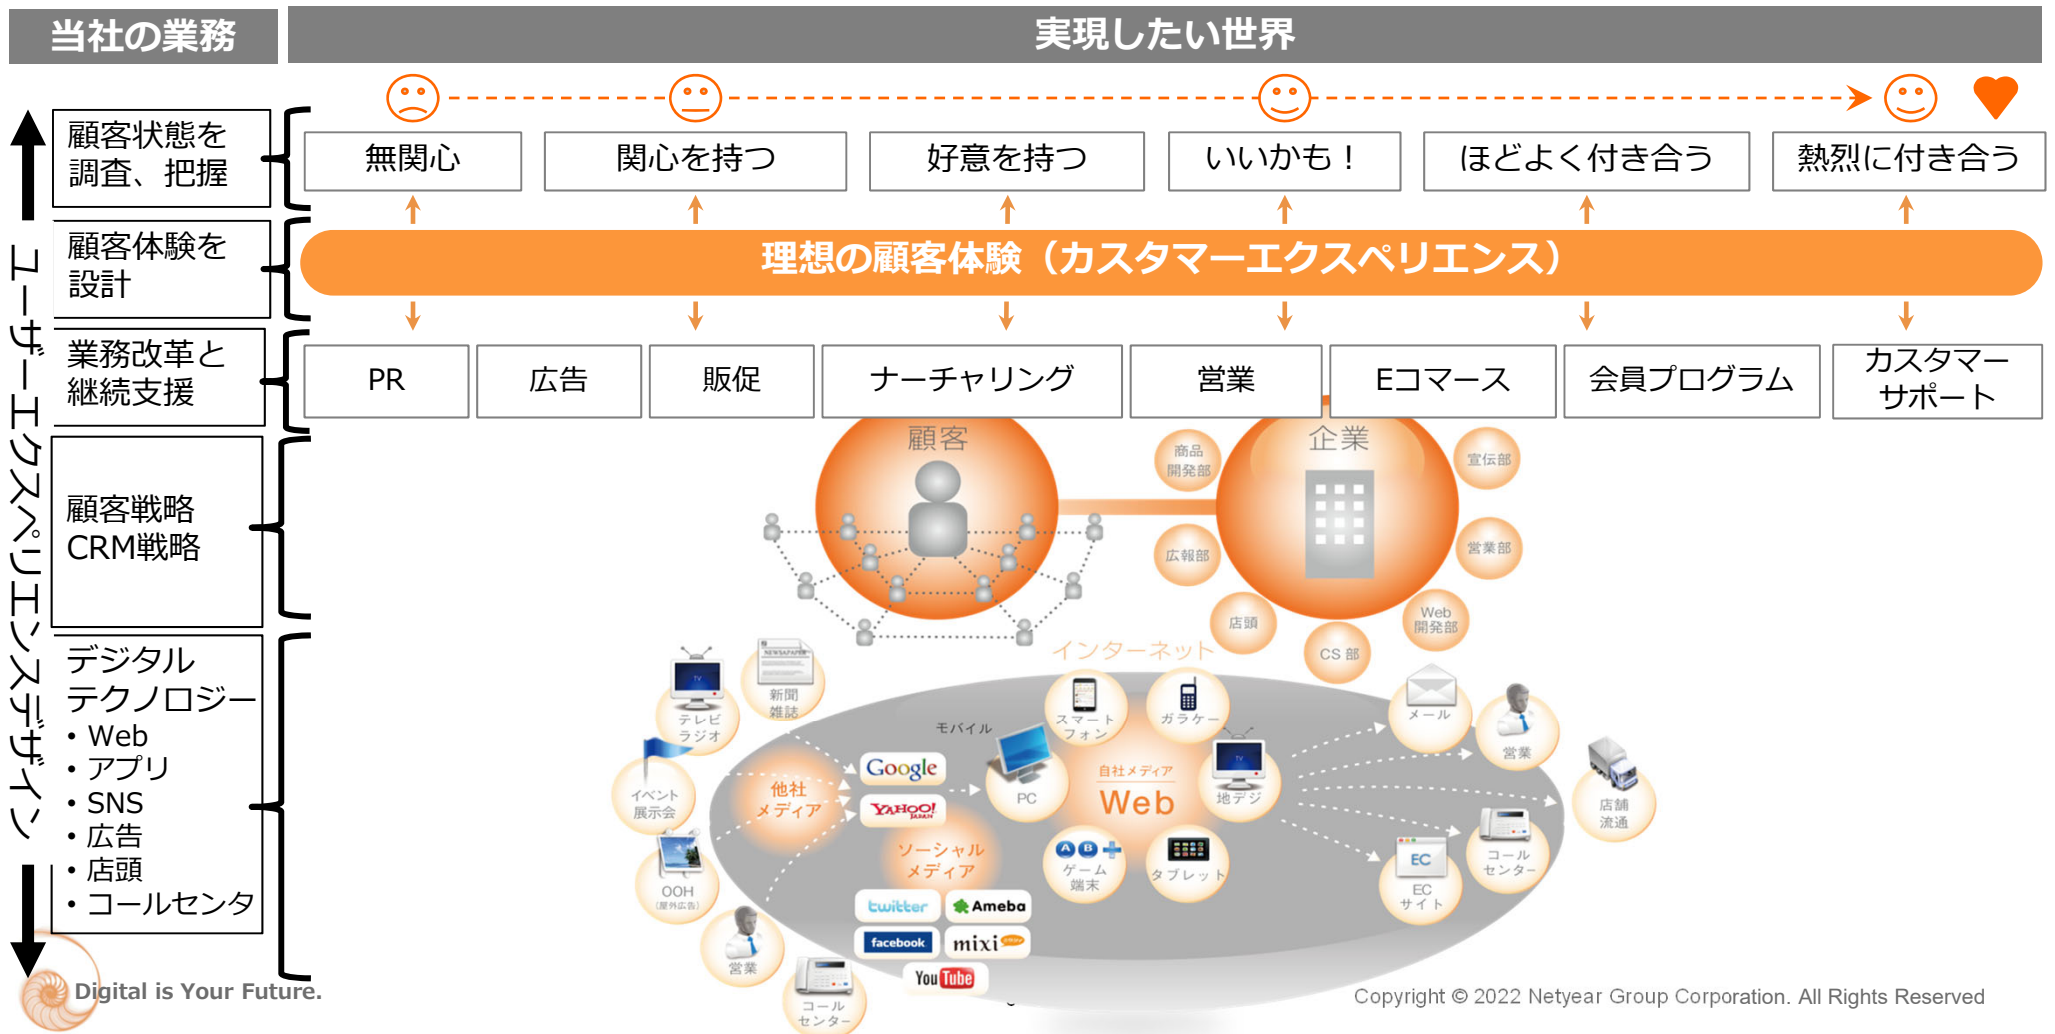 当社の業務
実現したい世界
顧客状態を
調査、把握
無関心
関心を持つ
好意を持つ
いいかも！
ほどよく付き合う
熱烈に付き合う
顧客体験を
設計
理想の顧客体験（カスタマーエクスペリエンス）
業務改革と
継続支援
PR
広告
販促
ナーチャリング
営業
Eコマース
会員プログラム
カスタマー
サポート
ユーザーエクスペリエンスデザイン
顧客戦略
CRM戦略
顧客
企業
商品
開発部
宣伝部
広報部
営業部
店頭
Web
開発部
CS 部
デジタル
テクノロジー
・Web
・アプリ
・SNS
・広告
・店頭
・コールセンタ
インターネット
NEWSPAPER
新聞
雑誌
TV
テレビ
ラジオ
イベント
展示会
OOH
(屋外広告)
営業
コール
センター
他社
メディア
Google
YAHOO!
JAPAN
ソーシャル
メディア
twitter
Ameba
facebook
mixi
YouTube
モバイル
スマート
フォン
ガラケー
PC
自社メディア
Web
TV
地デジ
A B
ゲーム
端末
タブレット
メール
営業
店舗
流通
コール
センター
EC
EC
サイト
Digital is Your Future.
Copyright © 2022 Netyear Group Corporation. All Rights Reserved